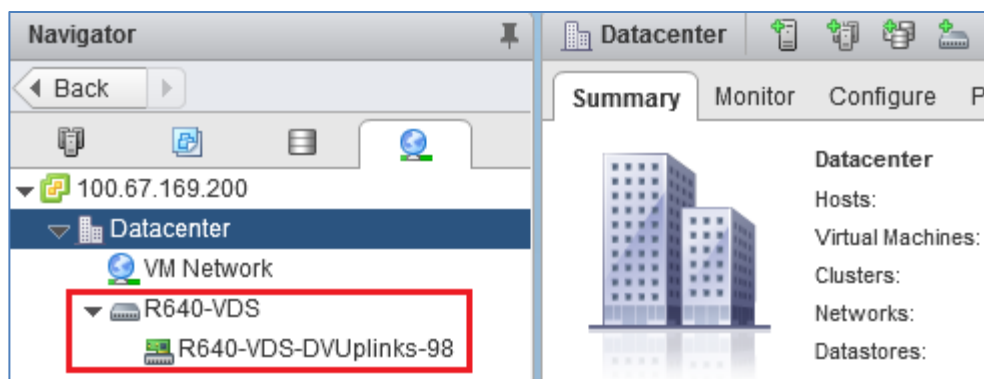 Navigator
Back
100.67.169.200
Datacenter
VM Network
R640-VDS
R640-VDS-DVUplinks-98
Datacenter
Summary Monitor Configure P
Datacenter
Hosts:
Virtual Machines:
Clusters:
Networks:
Datastores: